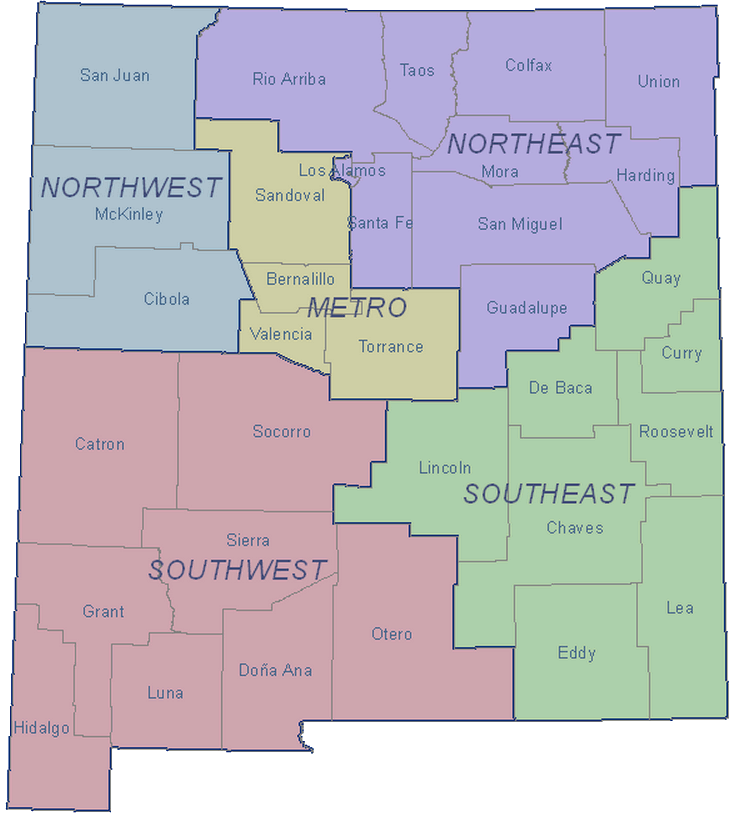 San Juan
Rio Arriba
Taos
Colfax
Union
NORTHEAST
Los Alamos
Mora
Harding
NORTHWEST
McKinley
Sandoval
Santa Fe
San Miguel
Bernalillo
Quay
Cibola
METRO
Guadalupe
Valencia
Torrance
Curry
De Baca
Catron
Socorro
Roosevelt
Lincoln
SOUTHEAST
Chaves
Sierra
SOUTHWEST
Grant
Otero
Lea
Eddy
Doña Ana
Luna
Hidalgo